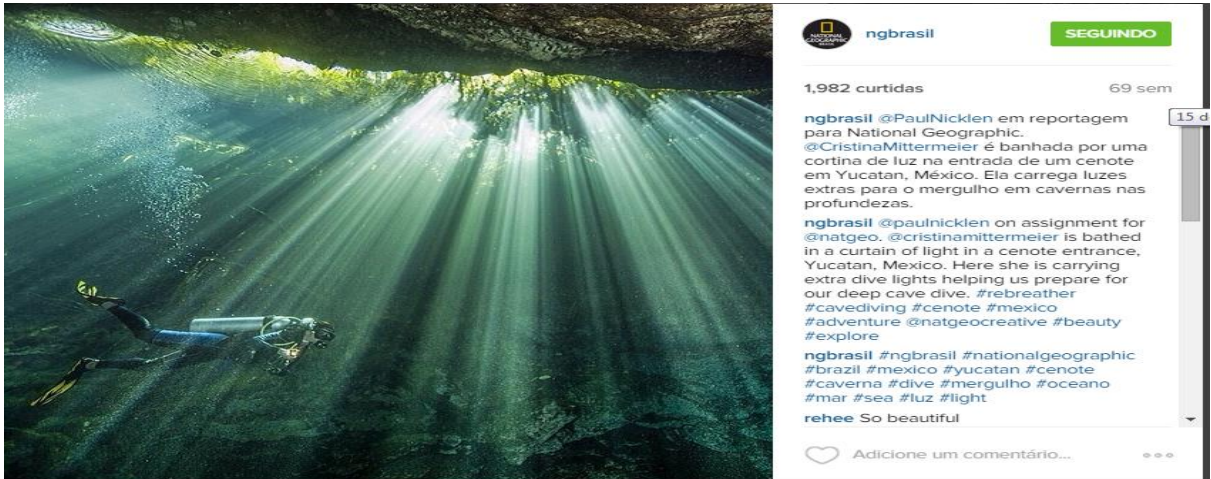 NATIONAL
GEOGRAPHIC
ngbrasil
SEGUINDO
1,982 curtidas
69 sem
15 d
ngbrasil @PaulNicklen em reportagem
para National Geographic.
@CristinaMittermeier é banhada por uma
cortina de luz na entrada de um cenote
em Yucatan, México. Ela carrega luzes
extras para o mergulho em cavernas nas
profundezas.
ngbrasil @paulnicklen on assignment for
@natgeo. @cristinamittermeier is bathed
in a curtain of light in a cenote entrance,
Yucatan, Mexico. Here she is carrying
extra dive lights helping us prepare for
our deep cave dive. #rebreather
#cavediving #cenote #mexico
#adventure @natgeocreative #beauty
#explore
ngbrasil #ngbrasil #nationalgeographic
#brazil #mexico #yucatan #cenote
#caverna #dive #mergulho #oceano
#mar #sea #luz #light
rehee So beautiful
Adicione um comentário...